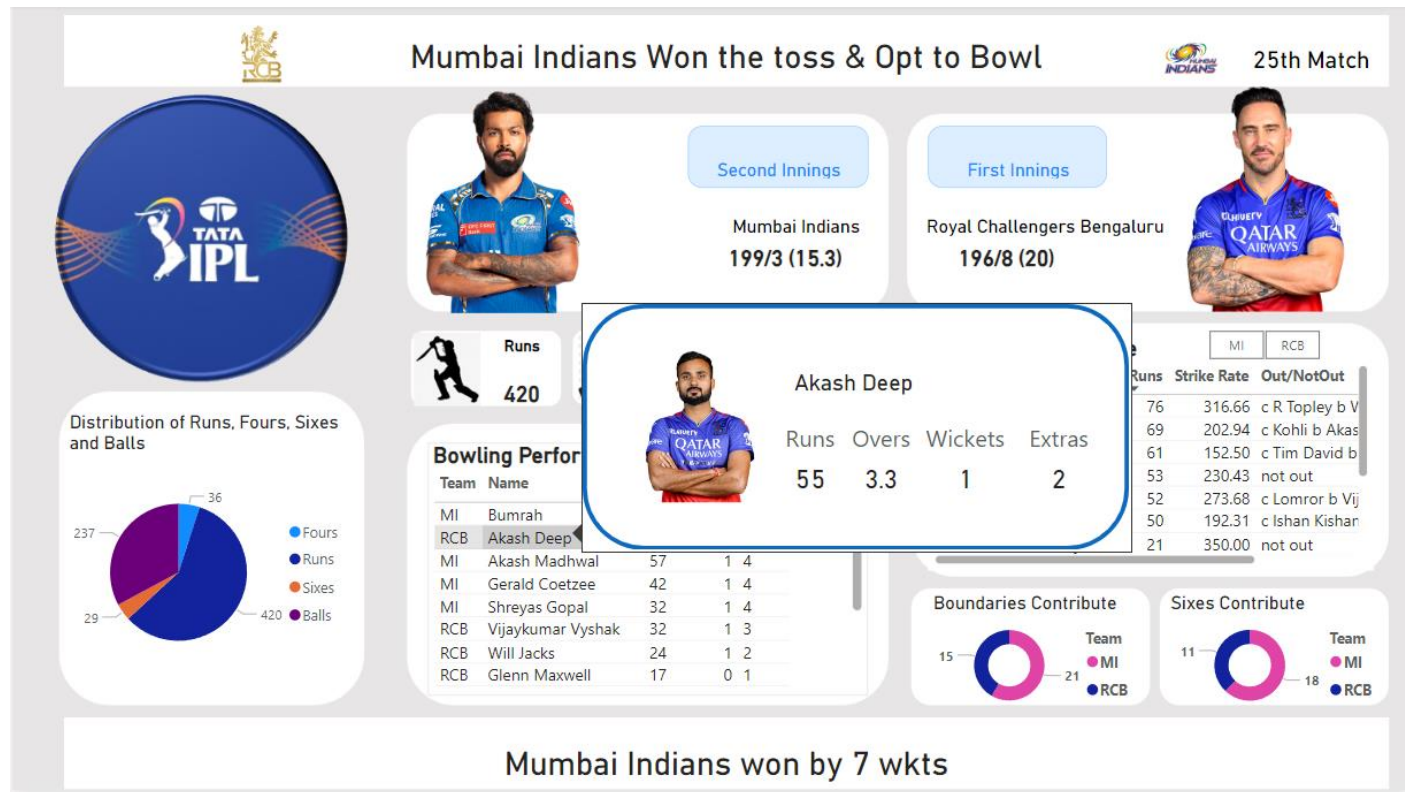 RCB
Mumbai Indians Won the toss & Opt to Bowl
MUMBAI
INDIANS
25th Match
TATA
IPL
Second Innings
Mumbai Indians
199/3 (15.3)
First Innings
Royal Challengers Bengaluru
196/8 (20)
QATAR
AIRWAYS
Runs
420
Akash Deep
Runs Overs Wickets Extras
55 3.3 1 2
QATAR
AIRWAYS
MI RCB
Runs Strike Rate Out/NotOut
76 316.66 c R Topley b V
69 202.94 c Kohli b Akas
61 152.50 c Tim David b
53 230.43 not out
52 273.68 c Lomror b Vij
50 192.31 c Ishan Kishan
21 350.00 not out
Distribution of Runs, Fours, Sixes
and Balls
36
237
29
420
Fours
Runs
Sixes
Balls
Bowling Perfor
Team Name
MI Bumrah
RCB Akash Deep
MI Akash Madhwal 57 1 4
MI Gerald Coetzee 42 1 4
MI Shreyas Gopal 32 1 4
RCB Vijaykumar Vyshak 32 1 3
RCB Will Jacks 24 1 2
RCB Glenn Maxwell 17 0 1
Boundaries Contribute
15
21
Team
MI
RCB
Sixes Contribute
11
18
Team
MI
RCB
Mumbai Indians won by 7 wkts